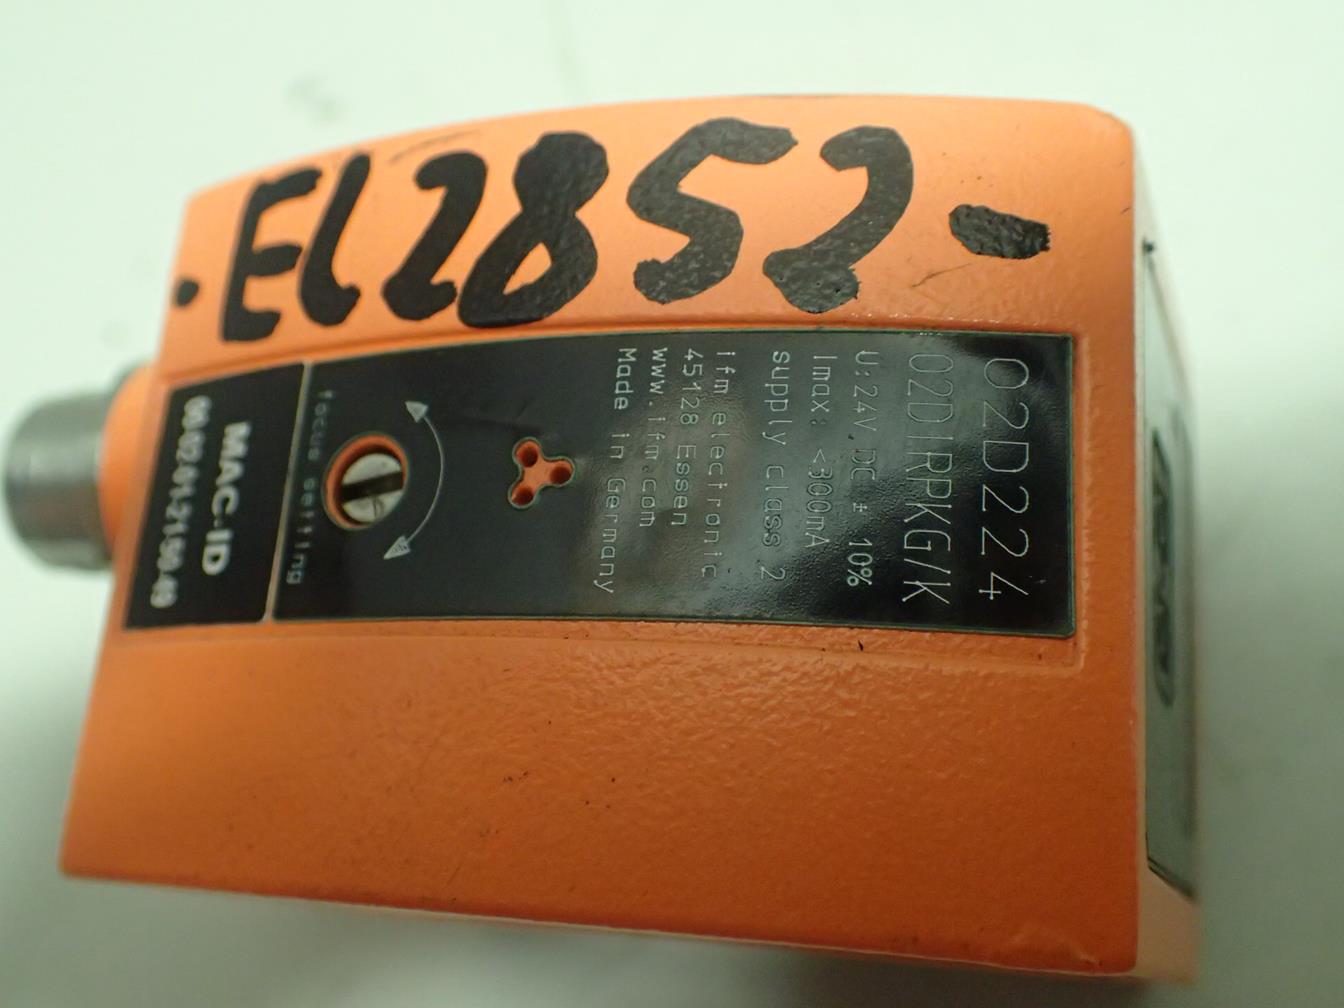 EL2852-
O2D224
O2DIRPKG/K
U: 24V DC ± 10%
Imax: <300mA
supply class 2
ifm electronic
45128 Essen
www.ifm.com
Made in Germany
focus setting
MAC-ID